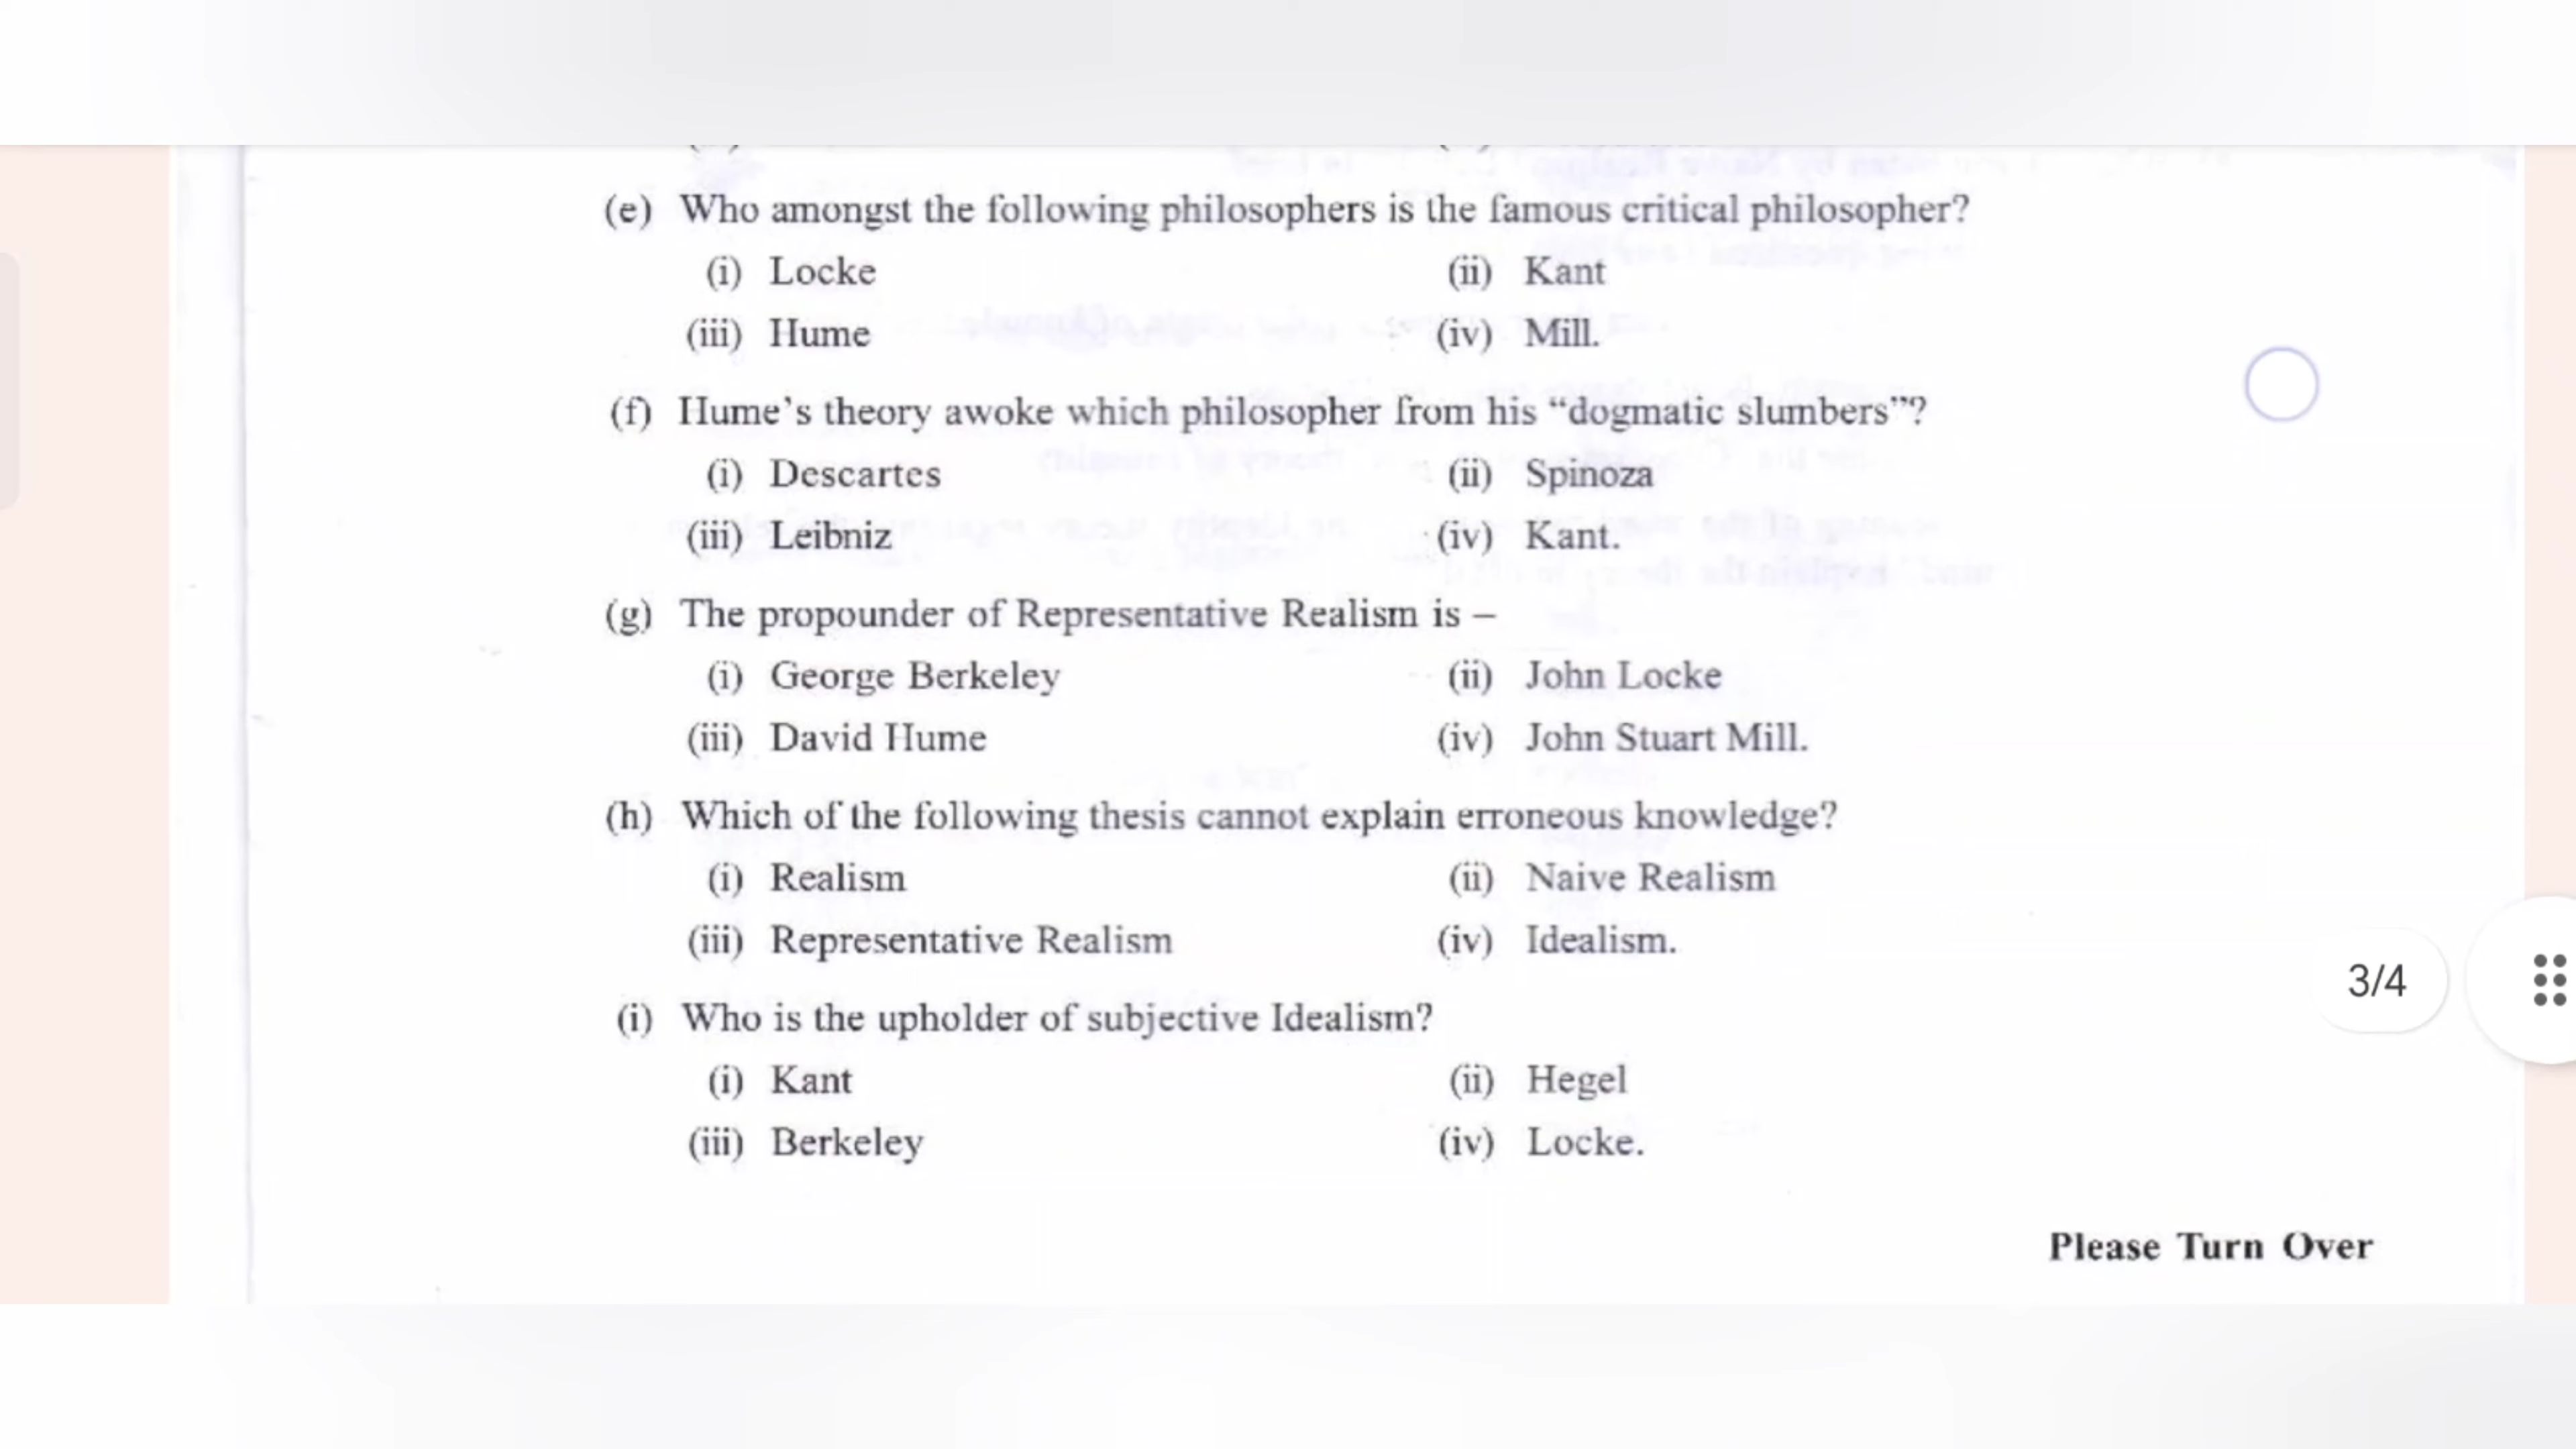 (e) Who amongst the following philosophers is the famous critical philosopher?
(i) Locke (ii) Kant
(iii) Hume (iv) Mill.
(f) Hume's theory awoke which philosopher from his “dogmatic slumbers”?
(i) Descartes (ii) Spinoza
(iii) Leibniz (iv) Kant.
(g) The propounder of Representative Realism is –
(i) George Berkeley (ii) John Locke
(iii) David Hume (iv) John Stuart Mill.
(h) Which of the following thesis cannot explain erroneous knowledge?
(i) Realism (ii) Naive Realism
(iii) Representative Realism (iv) Idealism.
3/4
(i) Who is the upholder of subjective Idealism?
(i) Kant (ii) Hegel
(iii) Berkeley (iv) Locke.
Please Turn Over